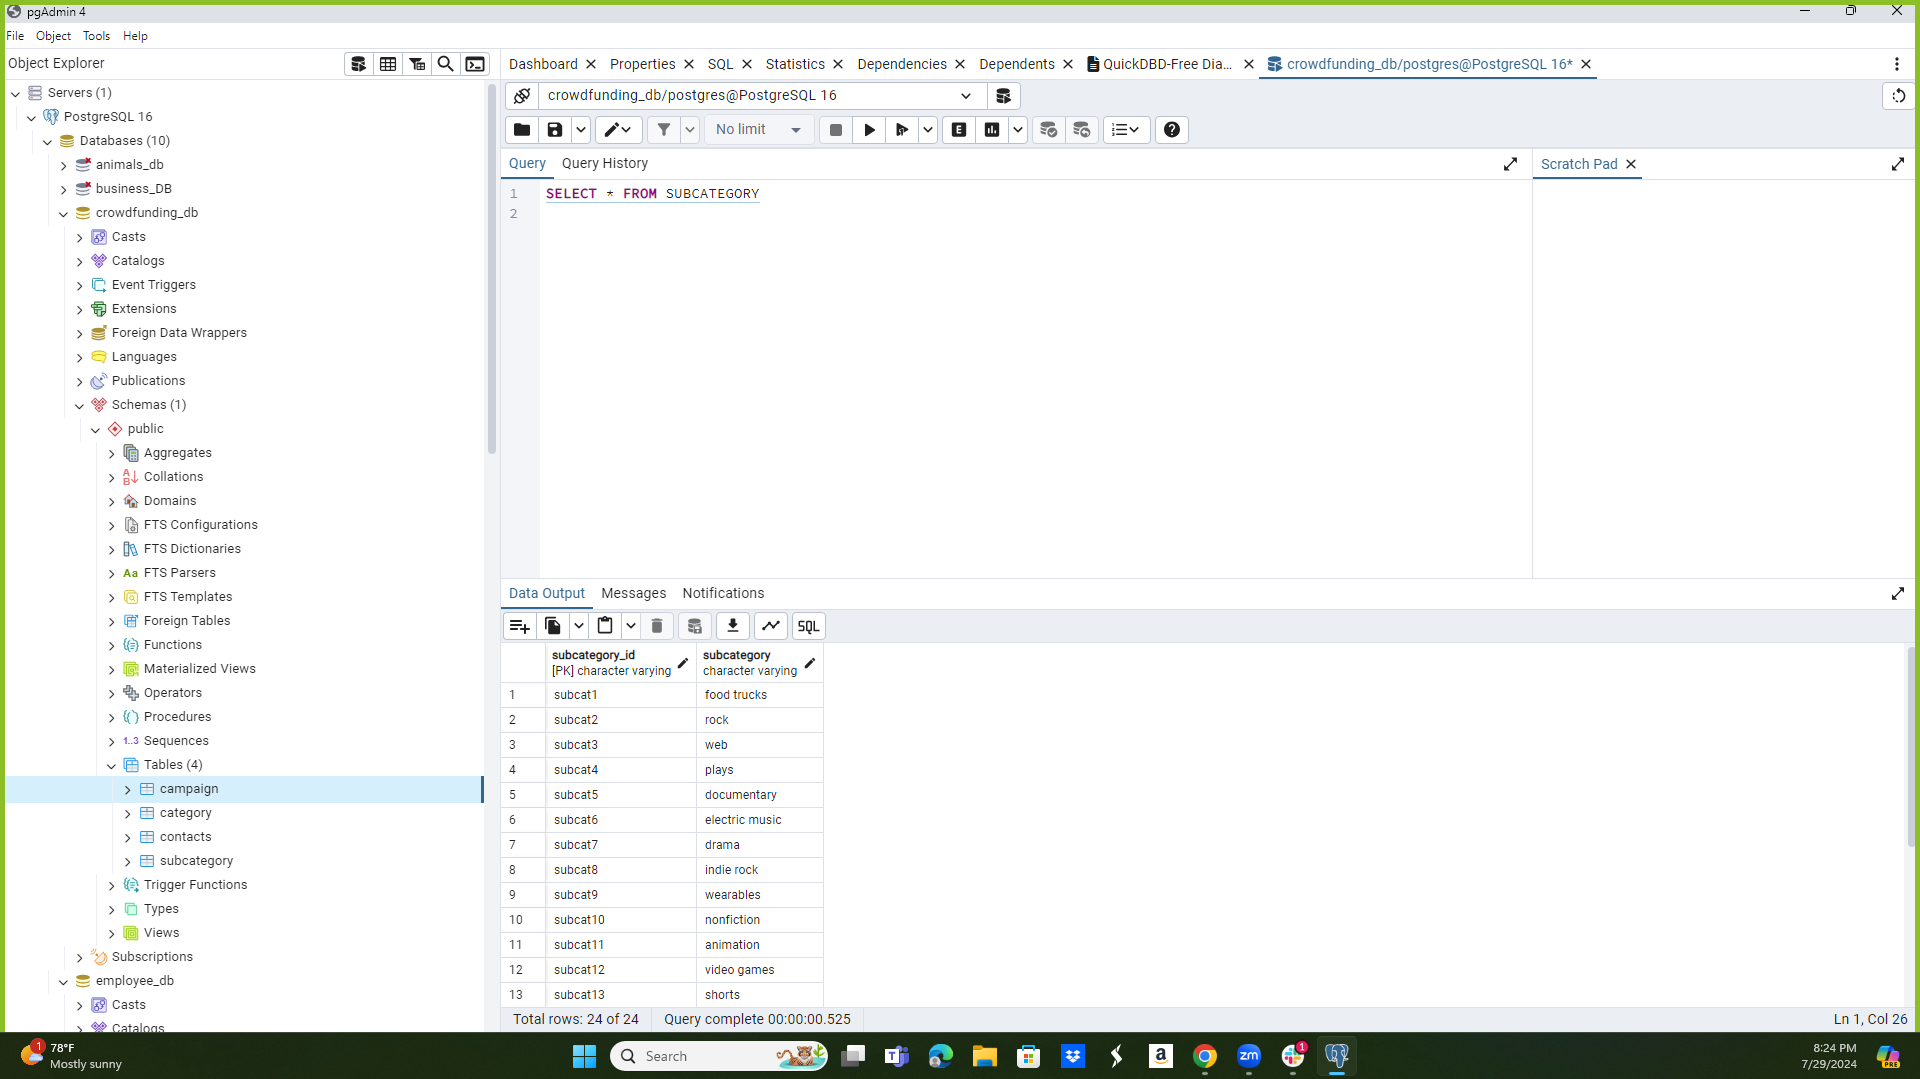 pgAdmin 4
File Object Tools Help
Object Explorer
Dashboard Properties SQL Statistics Dependencies Dependents QuickDBD-Free Dia... crowdfunding_db/postgres@PostgreSQL 16*
crowdfunding_db/postgres@PostgreSQL 16
No limit
E
Query Query History
Scratch Pad
1 SELECT * FROM SUBCATEGORY
2
Servers (1)
PostgreSQL 16
Databases (10)
animals_db
business_DB
crowdfunding_db
Casts
Catalogs
Event Triggers
Extensions
Foreign Data Wrappers
Languages
Publications
Schemas (1)
public
Aggregates
Collations
Domains
FTS Configurations
FTS Dictionaries
Aa FTS Parsers
FTS Templates
Foreign Tables
Functions
Materialized Views
Operators
Procedures
1..3 Sequences
Tables (4)
campaign
category
contacts
subcategory
Trigger Functions
Types
Views
Subscriptions
employee_db
Casts
Catalogs
Data Output Messages Notifications
SQL
subcategory_id subcategory
[PK] character varying character varying
1 subcat1 food trucks
2 subcat2 rock
3 subcat3 web
4 subcat4 plays
5 subcat5 documentary
6 subcat6 electric music
7 subcat7 drama
8 subcat8 indie rock
9 subcat9 wearables
10 subcat10 nonfiction
11 subcat11 animation
12 subcat12 video games
13 subcat13 shorts
Total rows: 24 of 24 Query complete 00:00:00.525 Ln 1, Col 26
1
78°F
Mostly sunny
Search
zm
1
8:24 PM
7/29/2024
PRE